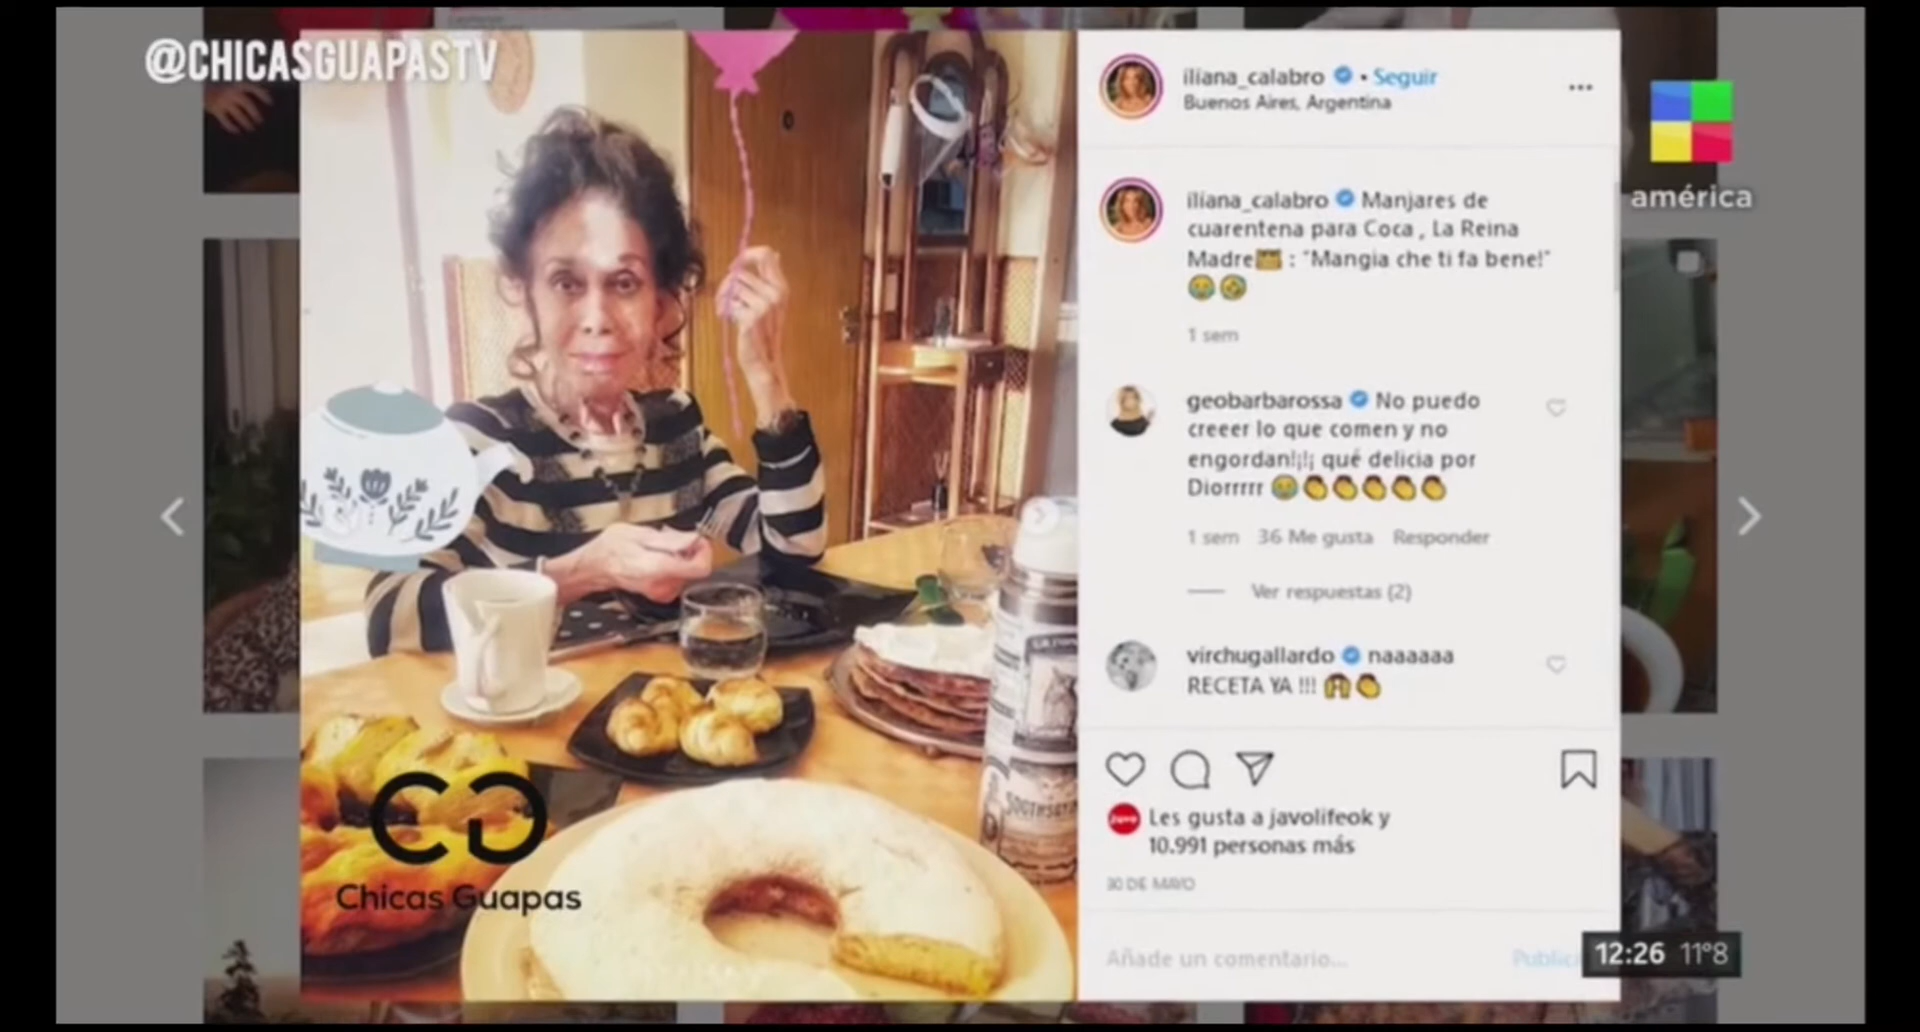 @CHICASGUAPASTV
iliana_calabro • Seguir
Buenos Aires, Argentina
américa
iliana_calabro Manjares de
cuarentena para Coca , La Reina
Madre : "Mangia che ti fa bene!"
1 sem
geobarbarossa No puedo
creeer lo que comen y no
engordan!¡!¡ qué delicia por
Diorrrrr
1 sem 36 Me gusta Responder
Ver respuestas (2)
virchugallardo naaaaaa
RECETA YA !!!
Les gusta a javolifeok y
10.991 personas más
30 DE MAYO
Añade un comentario...
12:26 11°8
CG
Chicas Guapas